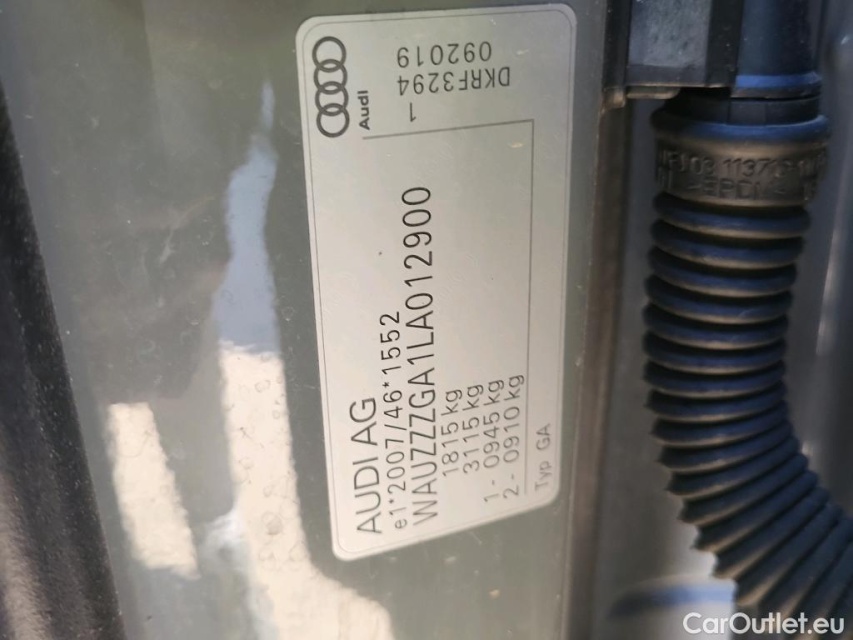 AUDI AG
e1*2007/46*1552
WAUZZZGA1LA012900
1815 kg
3115 kg
1 - 0945 kg
2 - 0910 kg
Typ GA
Audi
1
DKRF3294
092019
CarOutlet.eu